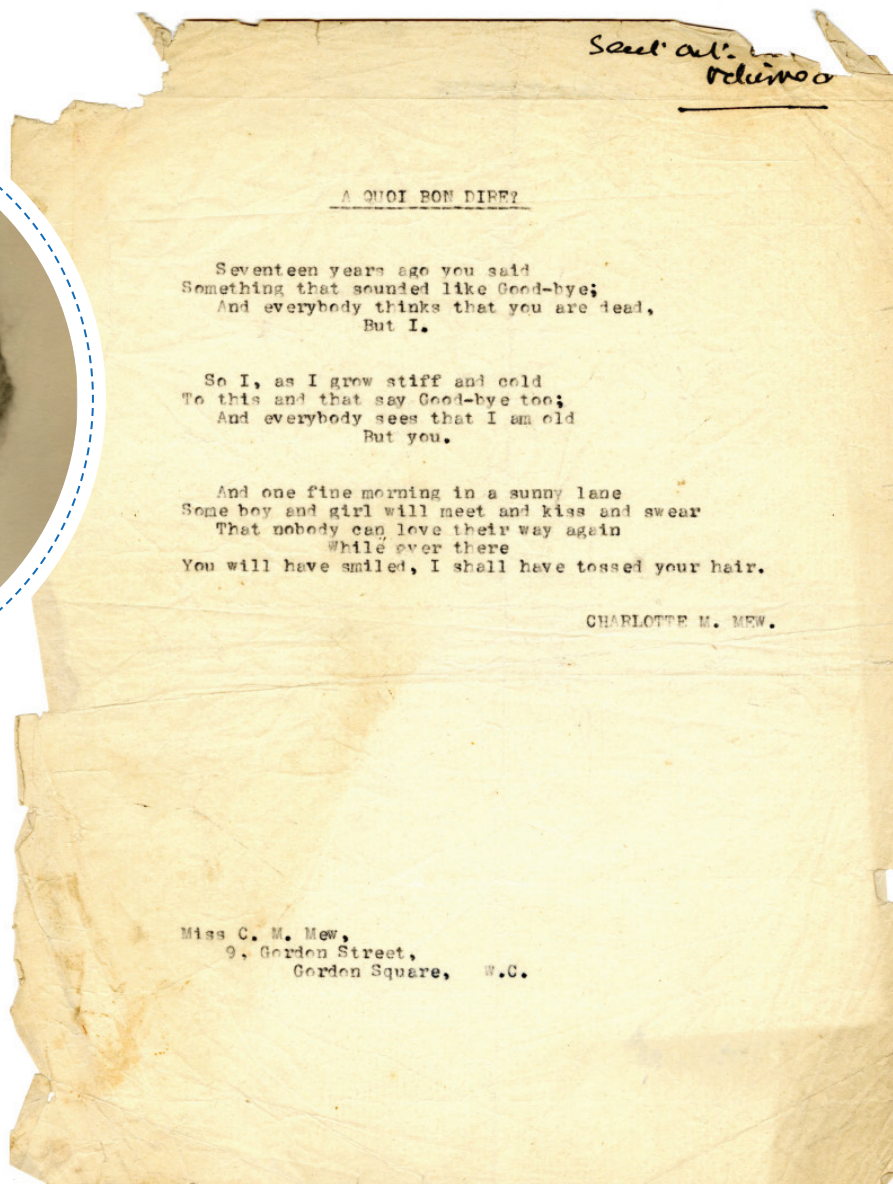 Sent out.
A QUOI BON DIRE?
Seventeen years ago you said
Something that sounded like Good-bye;
And everybody thinks that you are dead,
But I.
So I, as I grow stiff and cold
To this and that say Good-bye too;
And everybody sees that I am old
But you.
And one fine morning in a sunny lane
Some boy and girl will meet and kiss and swear
That nobody can love their way again
While over there
You will have smiled, I shall have tossed your hair.
CHARLOTTE M. MEW.
Miss C. M. Mew,
9, Gordon Street,
Gordon Square, W.C.